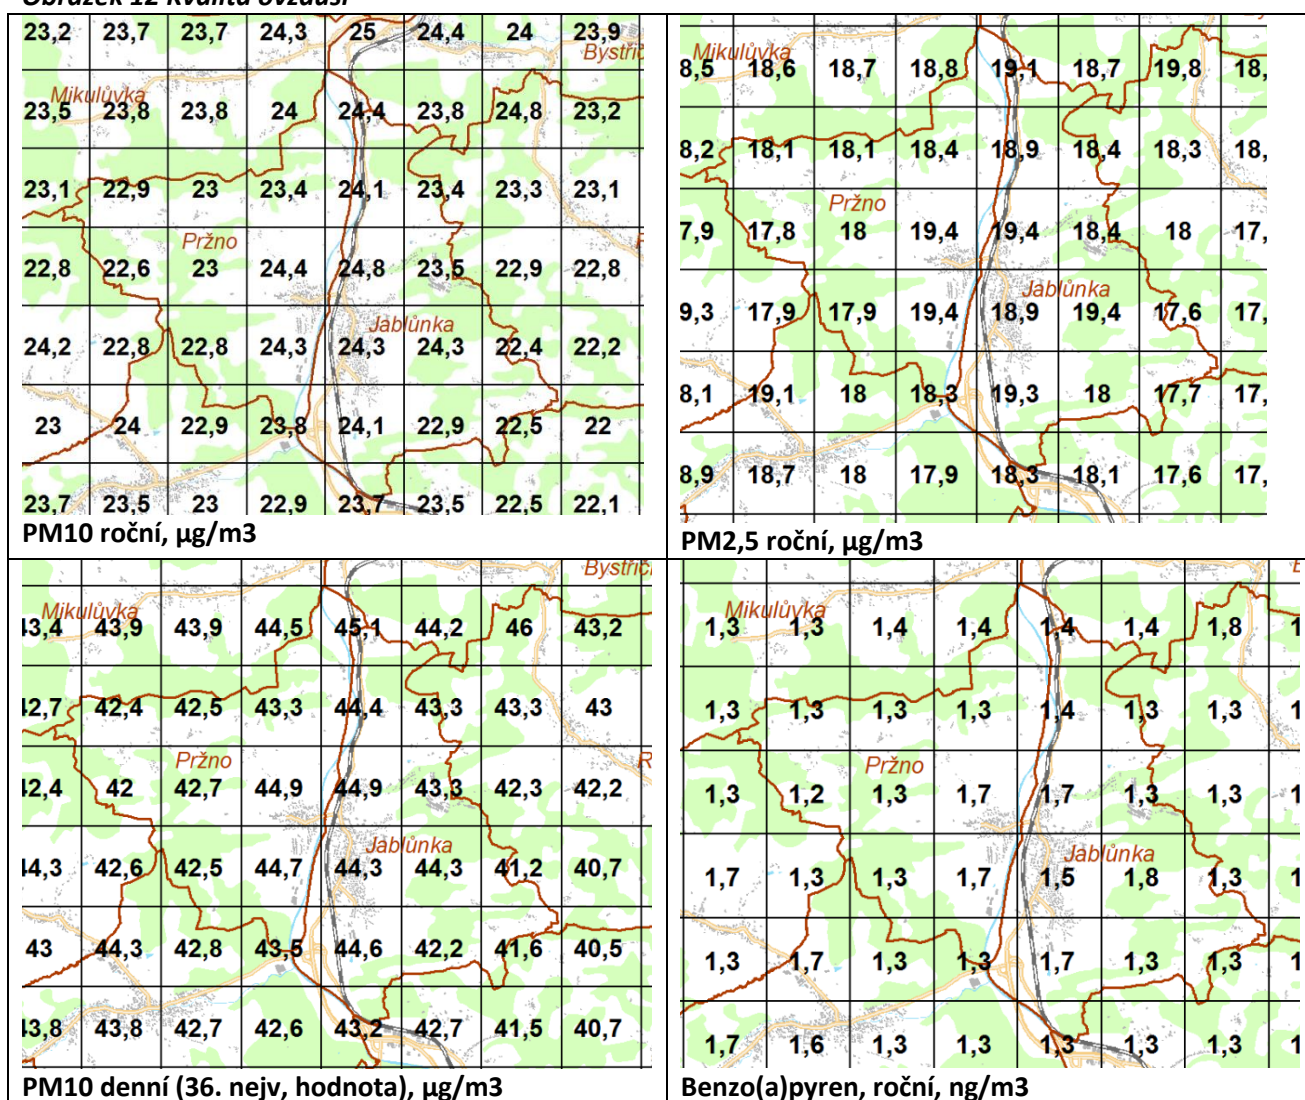 Obrázek 12 Kvalita ovzduší
23,2 23,7 23,7 24,3 25 24,4 24 23,9
Bystřic
Mikulůvka
23,5 23,8 23,8 24 24,4 23,8 24,8 23,2
23,1 22,9 23 23,4 24,1 23,4 23,3 23,1
Pržno
22,8 22,6 23 24,4 24,8 23,5 22,9 22,8
Jablůnka
24,2 22,8 22,8 24,3 24,3 24,3 22,4 22,2
23 24 22,9 23,8 24,1 22,9 22,5 22
23,7 23,5 23 22,9 23,7 23,5 22,5 22,1
PM10 roční, µg/m3
Mikulůvka
8,5 18,6 18,7 18,8 19,1 18,7 19,8 18,
8,2 18,1 18,1 18,4 18,9 18,4 18,3 18,
Pržno
7,9 17,8 18 19,4 19,4 18,4 18 17,
Jablůnka
9,3 17,9 17,9 19,4 18,9 19,4 17,6 17,
8,1 19,1 18 18,3 19,3 18 17,7 17,
8,9 18,7 18 17,9 18,3 18,1 17,6 17,
PM2,5 roční, µg/m3
Bystřic
Mikulůvka
43,4 43,9 43,9 44,5 45,1 44,2 46 43,2
42,7 42,4 42,5 43,3 44,4 43,3 43,3 43
Pržno
42,4 42 42,7 44,9 44,9 43,3 42,3 42,2
Jablůnka
44,3 42,6 42,5 44,7 44,3 44,3 41,2 40,7
43 44,3 42,8 43,5 44,6 42,2 41,6 40,5
43,8 43,8 42,7 42,6 43,2 42,7 41,5 40,7
PM10 denní (36. nejv, hodnota), µg/m3
Mikulůvka
1,3 1,3 1,4 1,4 1,4 1,4 1,8 1
1,3 1,3 1,3 1,3 1,4 1,3 1,3 1
Pržno
1,3 1,2 1,3 1,7 1,7 1,3 1,3 1
Jablůnka
1,7 1,3 1,3 1,7 1,5 1,8 1,3 1
1,3 1,7 1,3 1,3 1,7 1,3 1,3 1
1,7 1,6 1,3 1,3 1,3 1,3 1,3 1
Benzo(a)pyren, roční, ng/m3